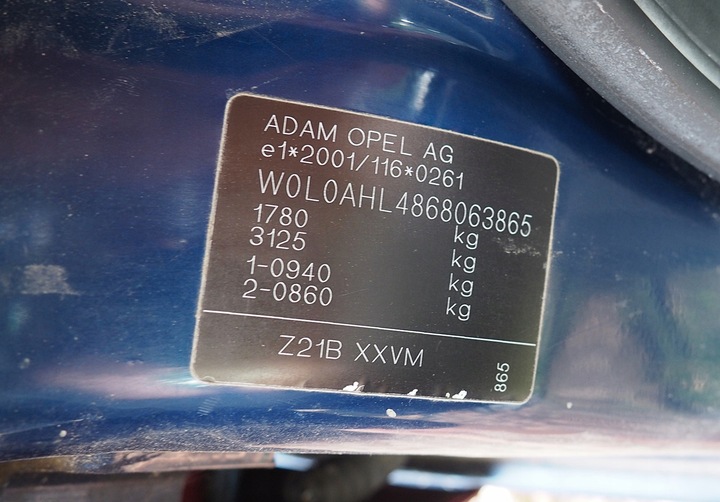 ADAM OPEL AG
e1*2001/116*0261
W0L0AHL4868063865
1780 kg
3125 kg
1-0940 kg
2-0860 kg
Z21B XXVM
865